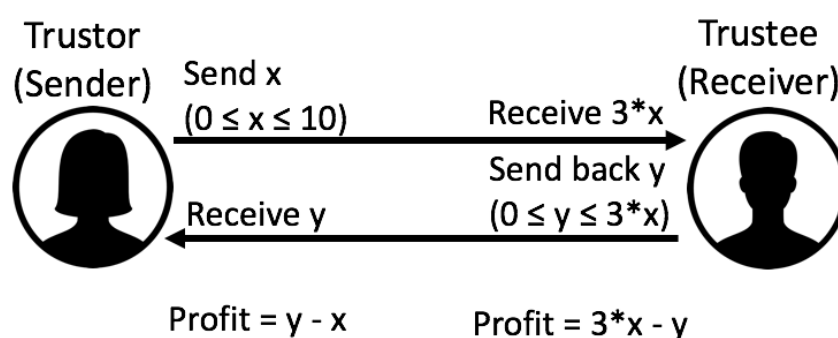 Trustor
(Sender)
Send x
(0 ≤ x ≤ 10)
Receive 3*x
Trustee
(Receiver)
Send back y
(0 ≤ y ≤ 3*x)
Receive y
Profit = y - x
Profit = 3*x - y